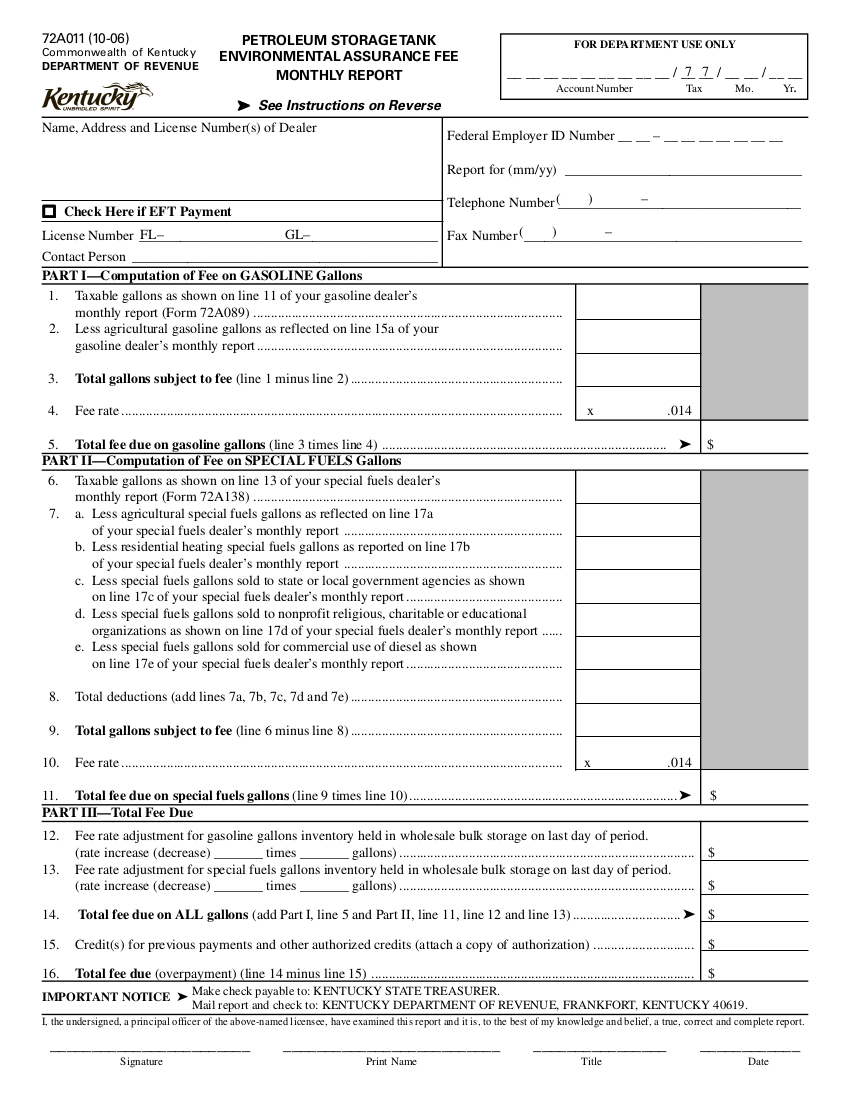 72A011 (10-06)
Commonwealth of Kentucky
DEPARTMENT OF REVENUE
Kentucky
UNBRIDLED SPIRIT
PETROLEUM STORAGE TANK
ENVIRONMENTAL ASSURANCE FEE
MONTHLY REPORT
➤ See Instructions on Reverse
FOR DEPARTMENT USE ONLY
__ __ __ __ __ __ __ __ __ / 7 7 / __ __ / __ __
Account Number Tax Mo. Yr.
Name, Address and License Number(s) of Dealer
Check Here if EFT Payment
License Number FL– GL–
Contact Person
Federal Employer ID Number __ __ – __ __ __ __ __ __ __
Report for (mm/yy)
Telephone Number ( ) –
Fax Number ( ) –
PART I—Computation of Fee on GASOLINE Gallons
1. Taxable gallons as shown on line 11 of your gasoline dealer's
monthly report (Form 72A089)
2. Less agricultural gasoline gallons as reflected on line 15a of your
gasoline dealer's monthly report
3. Total gallons subject to fee (line 1 minus line 2)
4. Fee rate x .014
5. Total fee due on gasoline gallons (line 3 times line 4) ➤ $
PART II—Computation of Fee on SPECIAL FUELS Gallons
6. Taxable gallons as shown on line 13 of your special fuels dealer's
monthly report (Form 72A138)
7. a. Less agricultural special fuels gallons as reflected on line 17a
of your special fuels dealer's monthly report
b. Less residential heating special fuels gallons as reported on line 17b
of your special fuels dealer's monthly report
c. Less special fuels gallons sold to state or local government agencies as shown
on line 17c of your special fuels dealer's monthly report
d. Less special fuels gallons sold to nonprofit religious, charitable or educational
organizations as shown on line 17d of your special fuels dealer's monthly report
e. Less special fuels gallons sold for commercial use of diesel as shown
on line 17e of your special fuels dealer's monthly report
8. Total deductions (add lines 7a, 7b, 7c, 7d and 7e)
9. Total gallons subject to fee (line 6 minus line 8)
10. Fee rate x .014
11. Total fee due on special fuels gallons (line 9 times line 10) ➤ $
PART III—Total Fee Due
12. Fee rate adjustment for gasoline gallons inventory held in wholesale bulk storage on last day of period.
(rate increase (decrease) _______ times _______ gallons) $
13. Fee rate adjustment for special fuels gallons inventory held in wholesale bulk storage on last day of period.
(rate increase (decrease) _______ times _______ gallons) $
14. Total fee due on ALL gallons (add Part I, line 5 and Part II, line 11, line 12 and line 13) ➤ $
15. Credit(s) for previous payments and other authorized credits (attach a copy of authorization) $
16. Total fee due (overpayment) (line 14 minus line 15) $
IMPORTANT NOTICE ➤ Make check payable to: KENTUCKY STATE TREASURER.
Mail report and check to: KENTUCKY DEPARTMENT OF REVENUE, FRANKFORT, KENTUCKY 40619.
I, the undersigned, a principal officer of the above-named licensee, have examined this report and it is, to the best of my knowledge and belief, a true, correct and complete report.
Signature Print Name Title Date